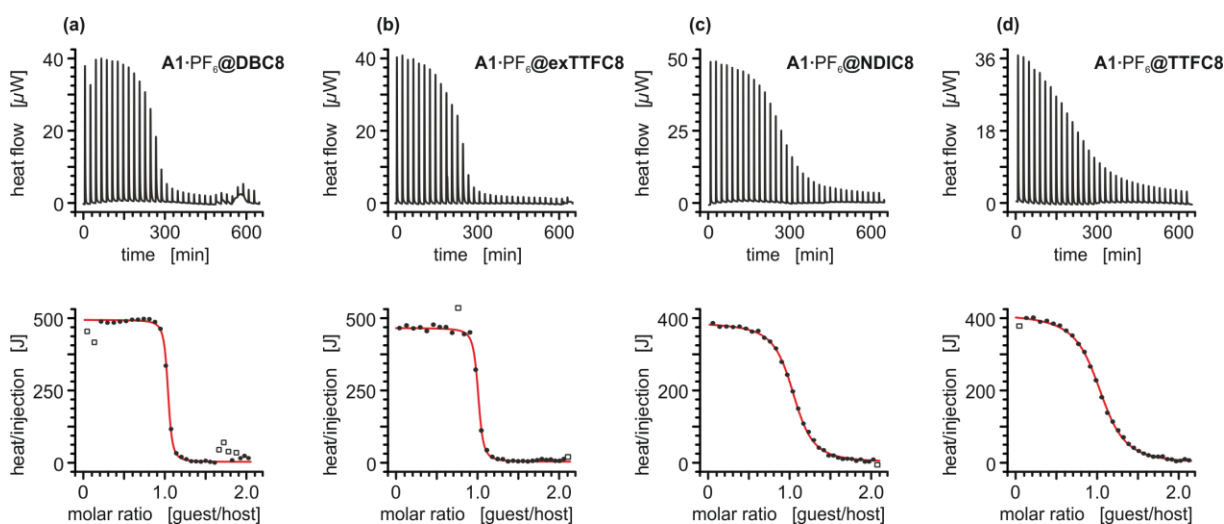 (a)
A1·PF6@DBC8
heat flow [µW]
40
20
0
0 300 600
time [min]
(b)
A1·PF6@exTTFC8
heat flow [µW]
40
20
0
0 300 600
time [min]
(c)
A1·PF6@NDIC8
heat flow [µW]
50
25
0
0 300 600
time [min]
(d)
A1·PF6@TTFC8
heat flow [µW]
36
18
0
0 300 600
time [min]
heat/injection [J]
500
250
0
0 1.0 2.0
molar ratio [guest/host]
heat/injection [J]
500
250
0
0 1.0 2.0
molar ratio [guest/host]
heat/injection [J]
400
200
0
0 1.0 2.0
molar ratio [guest/host]
heat/injection [J]
400
200
0
0 1.0 2.0
molar ratio [guest/host]